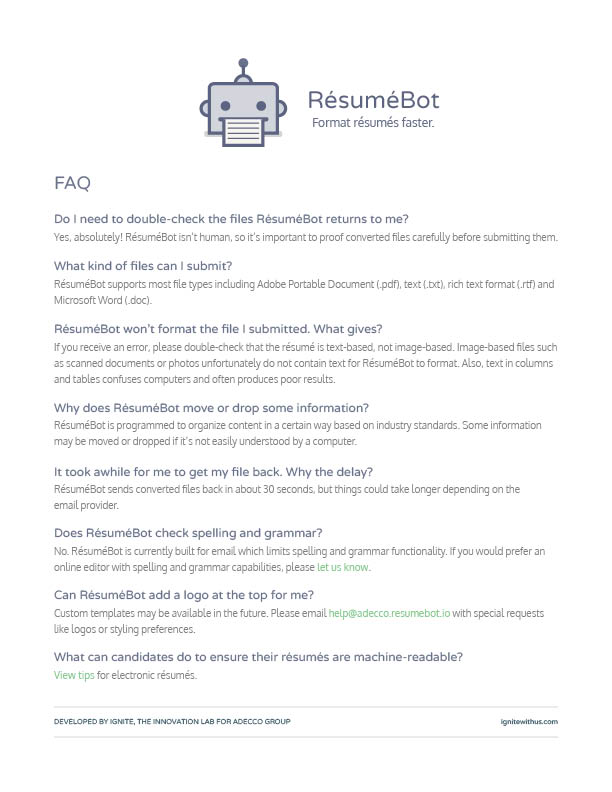 RésuméBot
Format résumés faster.
FAQ
Do I need to double-check the files RésuméBot returns to me?
Yes, absolutely! RésuméBot isn't human, so it's important to proof converted files carefully before submitting them.
What kind of files can I submit?
RésuméBot supports most file types including Adobe Portable Document (.pdf), text (.txt), rich text format (.rtf) and
Microsoft Word (.doc).
RésuméBot won't format the file I submitted. What gives?
If you receive an error, please double-check that the résumé is text-based, not image-based. Image-based files such
as scanned documents or photos unfortunately do not contain text for RésuméBot to format. Also, text in columns
and tables confuses computers and often produces poor results.
Why does RésuméBot move or drop some information?
RésuméBot is programmed to organize content in a certain way based on industry standards. Some information
may be moved or dropped if it's not easily understood by a computer.
It took awhile for me to get my file back. Why the delay?
RésuméBot sends converted files back in about 30 seconds, but things could take longer depending on the
email provider.
Does RésuméBot check spelling and grammar?
No. RésuméBot is currently built for email which limits spelling and grammar functionality. If you would prefer an
online editor with spelling and grammar capabilities, please let us know.
Can RésuméBot add a logo at the top for me?
Custom templates may be available in the future. Please email help@adecco.resumebot.io with special requests
like logos or styling preferences.
What can candidates do to ensure their résumés are machine-readable?
View tips for electronic résumés.
DEVELOPED BY IGNITE, THE INNOVATION LAB FOR ADECCO GROUP
ignitewithus.com